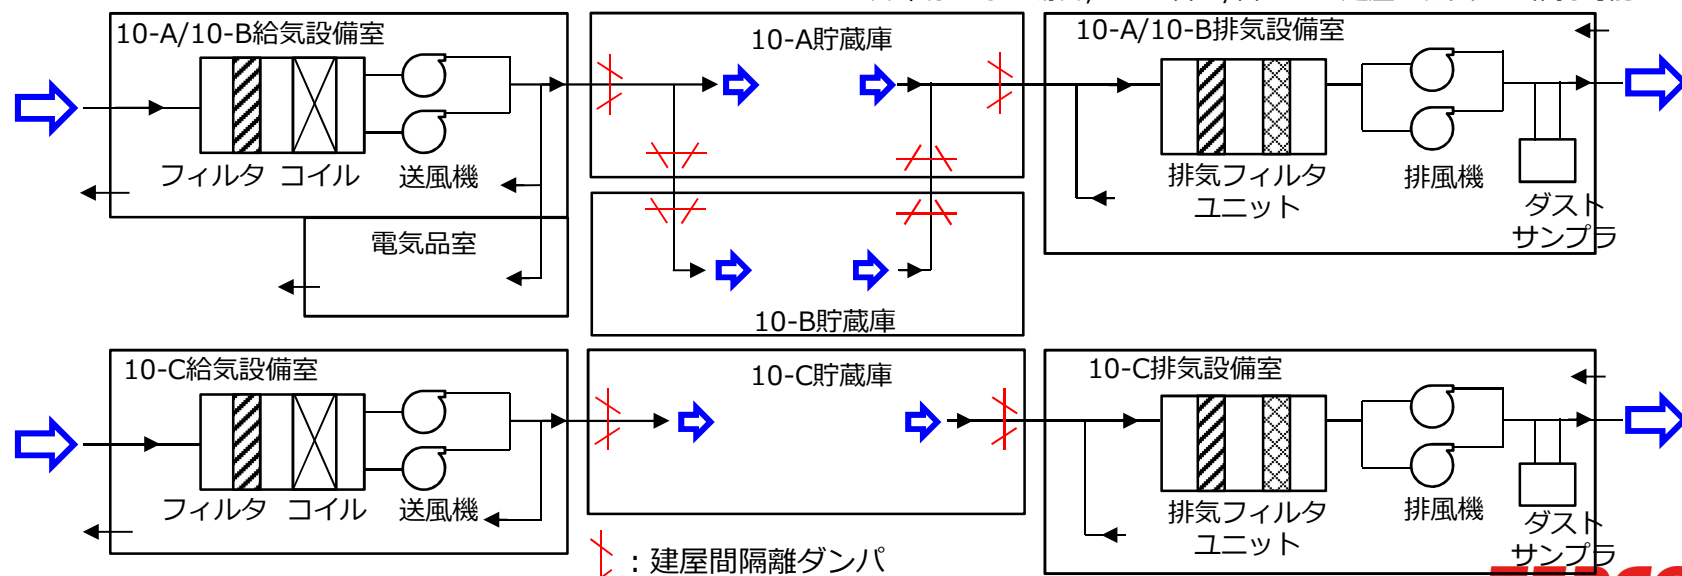 10-A/10-B給気設備室
フィルタ
コイル
送風機
電気品室
10-A貯蔵庫
10-B貯蔵庫
10-A/10-B排気設備室
排気フィルタ
ユニット
排風機
ダスト
サンプラ
10-C給気設備室
フィルタ
コイル
送風機
10-C貯蔵庫
10-C排気設備室
排気フィルタ
ユニット
排風機
ダスト
サンプラ
：建屋間隔離ダンパ